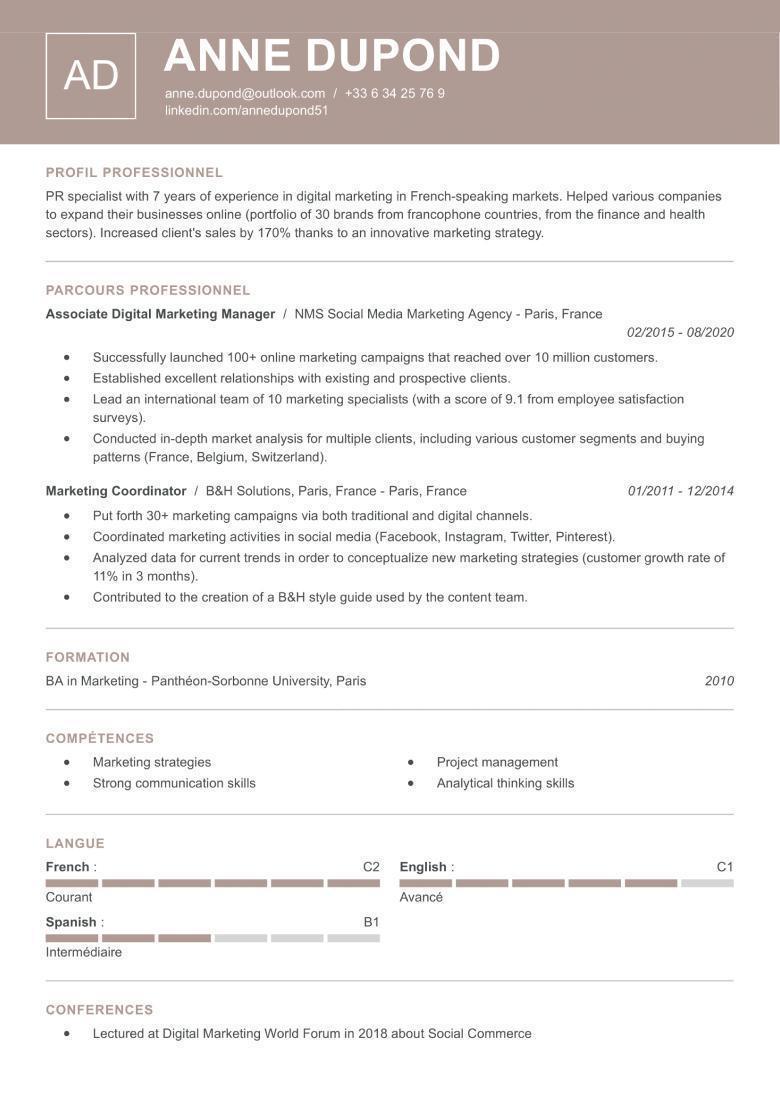 AD
ANNE DUPOND
anne.dupond@outlook.com / +33 6 34 25 76 9
linkedin.com/annedupond51
PROFIL PROFESSIONNEL
PR specialist with 7 years of experience in digital marketing in French-speaking markets. Helped various companies
to expand their businesses online (portfolio of 30 brands from francophone countries, from the finance and health
sectors). Increased client's sales by 170% thanks to an innovative marketing strategy.
PARCOURS PROFESSIONNEL
Associate Digital Marketing Manager / NMS Social Media Marketing Agency - Paris, France
02/2015 - 08/2020
• Successfully launched 100+ online marketing campaigns that reached over 10 million customers.
• Established excellent relationships with existing and prospective clients.
• Lead an international team of 10 marketing specialists (with a score of 9.1 from employee satisfaction
surveys).
• Conducted in-depth market analysis for multiple clients, including various customer segments and buying
patterns (France, Belgium, Switzerland).
Marketing Coordinator / B&H Solutions, Paris, France - Paris, France 01/2011 - 12/2014
• Put forth 30+ marketing campaigns via both traditional and digital channels.
• Coordinated marketing activities in social media (Facebook, Instagram, Twitter, Pinterest).
• Analyzed data for current trends in order to conceptualize new marketing strategies (customer growth rate of
11% in 3 months).
• Contributed to the creation of a B&H style guide used by the content team.
FORMATION
BA in Marketing - Panthéon-Sorbonne University, Paris 2010
COMPÉTENCES
• Marketing strategies • Project management
• Strong communication skills • Analytical thinking skills
LANGUE
French : C2 English : C1
Courant Avancé
Spanish : B1
Intermédiaire
CONFERENCES
• Lectured at Digital Marketing World Forum in 2018 about Social Commerce